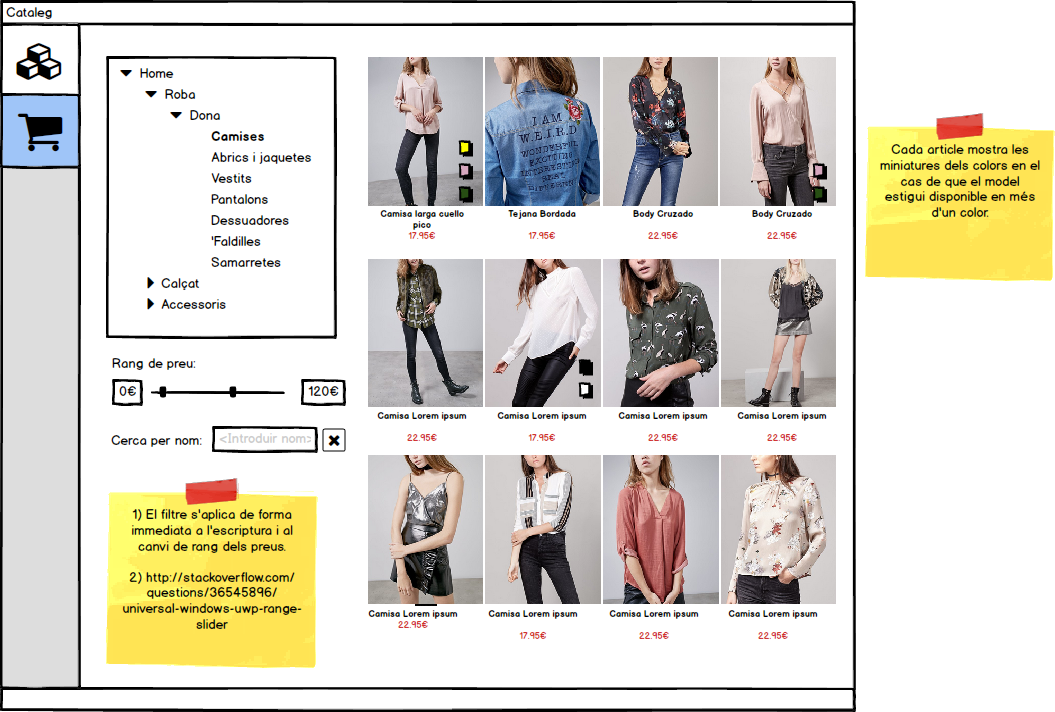 Cataleg
Home
Roba
Dona
Camises
Abrics i jaquetes
Vestits
Pantalons
Dessuadores
'Faldilles
Samarretes
Calçat
Accessoris
Rang de preu:
0€
120€
Cerca per nom:
<Introduir nom>
1) El filtre s'aplica de forma
immediata a l'escriptura i al
canvi de rang dels preus.
2) http://stackoverflow.com/
questions/36545896/
universal-windows-uwp-range-
slider
I AM
W.E.I.R.D
WONDERFUL
EXCITING
INTERESTING
REAL
DIFFERENT
Camisa larga cuello
pico
17.95€
Tejana Bordada
17.95€
Body Cruzado
22.95€
Body Cruzado
22.95€
Camisa Lorem ipsum
22.95€
Camisa Lorem ipsum
17.95€
Camisa Lorem ipsum
22.95€
Camisa Lorem ipsum
22.95€
Camisa Lorem ipsum
22.95€
Camisa Lorem ipsum
17.95€
Camisa Lorem ipsum
22.95€
Camisa Lorem ipsum
22.95€
Cada article mostra les
miniatures dels colors en el
cas de que el model
estigui disponible en més
d'un color.